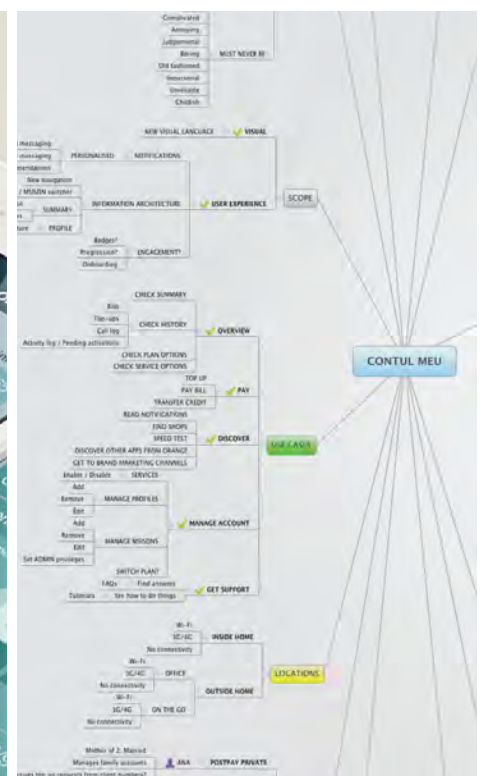 Complicated
Annoying
Judgemental
Boring
MUST NEVER BE
Old fashioned
Impersonal
Unreliable
Childish
NEW VISUAL LANGUAGE
VISUAL
messaging
messaging
PERSONALISED
NOTIFICATIONS
New navigation
/ MSISDN switcher
INFORMATION ARCHITECTURE
USER EXPERIENCE
SCOPE
SUMMARY
PROFILE
Badges?
Progression?
ENGAGEMENT?
Onboarding
CONTUL MEU
CHECK SUMMARY
Bills
Top-ups
CHECK HISTORY
Call log
OVERVIEW
Activity log / Pending activations
CHECK PLAN OPTIONS
CHECK SERVICE OPTIONS
TOP UP
PAY BILL
PAY
TRANSFER CREDIT
READ NOTIFICATIONS
FIND SHOPS
SPEED TEST
DISCOVER
DISCOVER OTHER APPS FROM ORANGE
GET TO BRAND MARKETING CHANNELS
Enable / Disable
SERVICES
Add
Remove
MANAGE PROFILES
Edit
Add
MANAGE ACCOUNT
Remove
MANAGE MSISDNS
Edit
Set ADMIN privileges
SWITCH PLAN?
FAQs
Find answers
GET SUPPORT
Tutorials
See how to do things
Wi-Fi
3G/4G
INSIDE HOME
No connectivity
Wi-Fi
3G/4G
OFFICE
LOCATIONS
No connectivity
OUTSIDE HOME
Wi-Fi
3G/4G
ON THE GO
No connectivity
Mother of 2, Married
Manages family accounts
ANA
POSTPAY PRIVATE